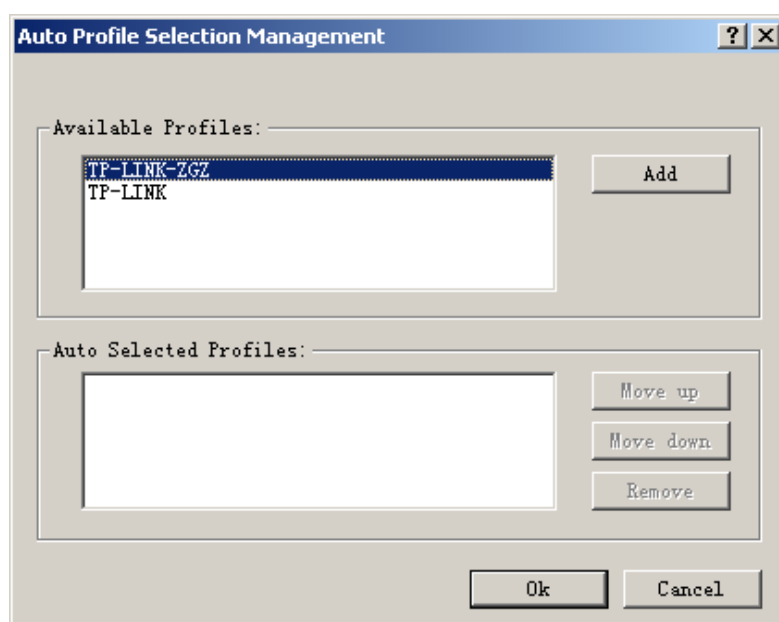 Auto Profile Selection Management
Available Profiles:
TP-LINK-ZGZ
TP-LINK
Add
Auto Selected Profiles:
Move up
Move down
Remove
Ok
Cancel